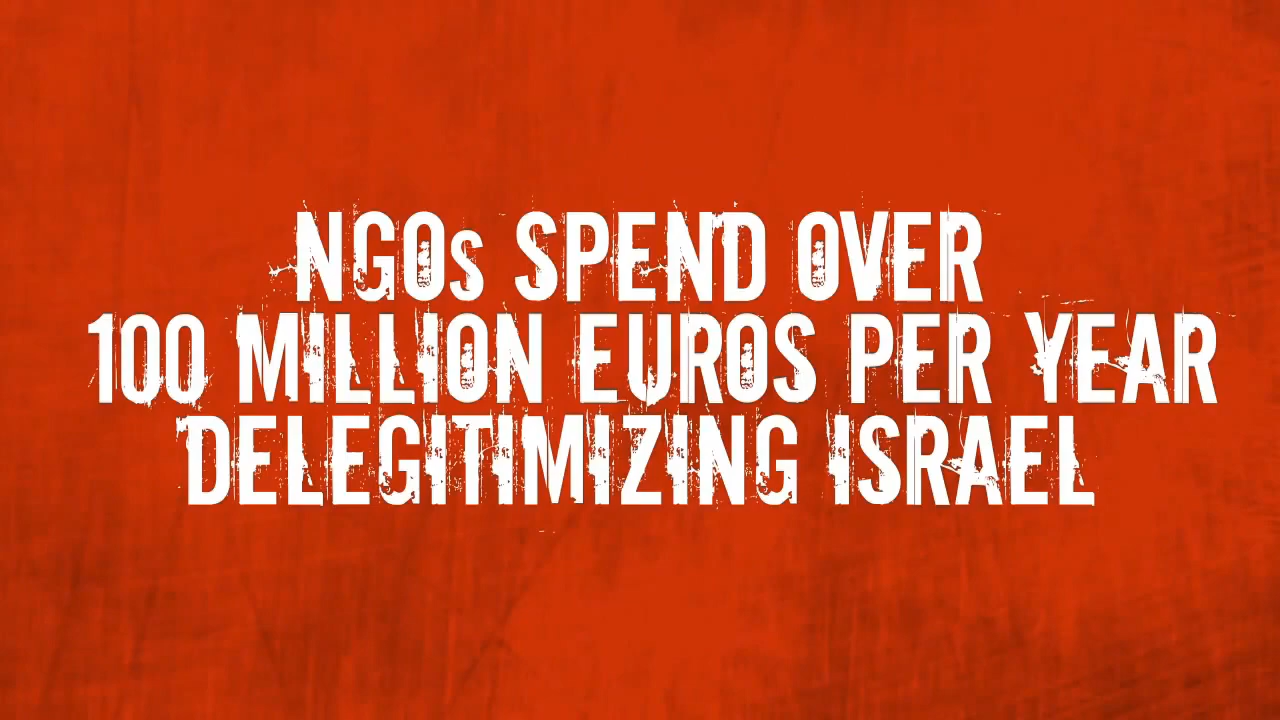 NGOs SPEND OVER
100 MILLION EUROS PER YEAR
DELEGITIMIZING ISRAEL